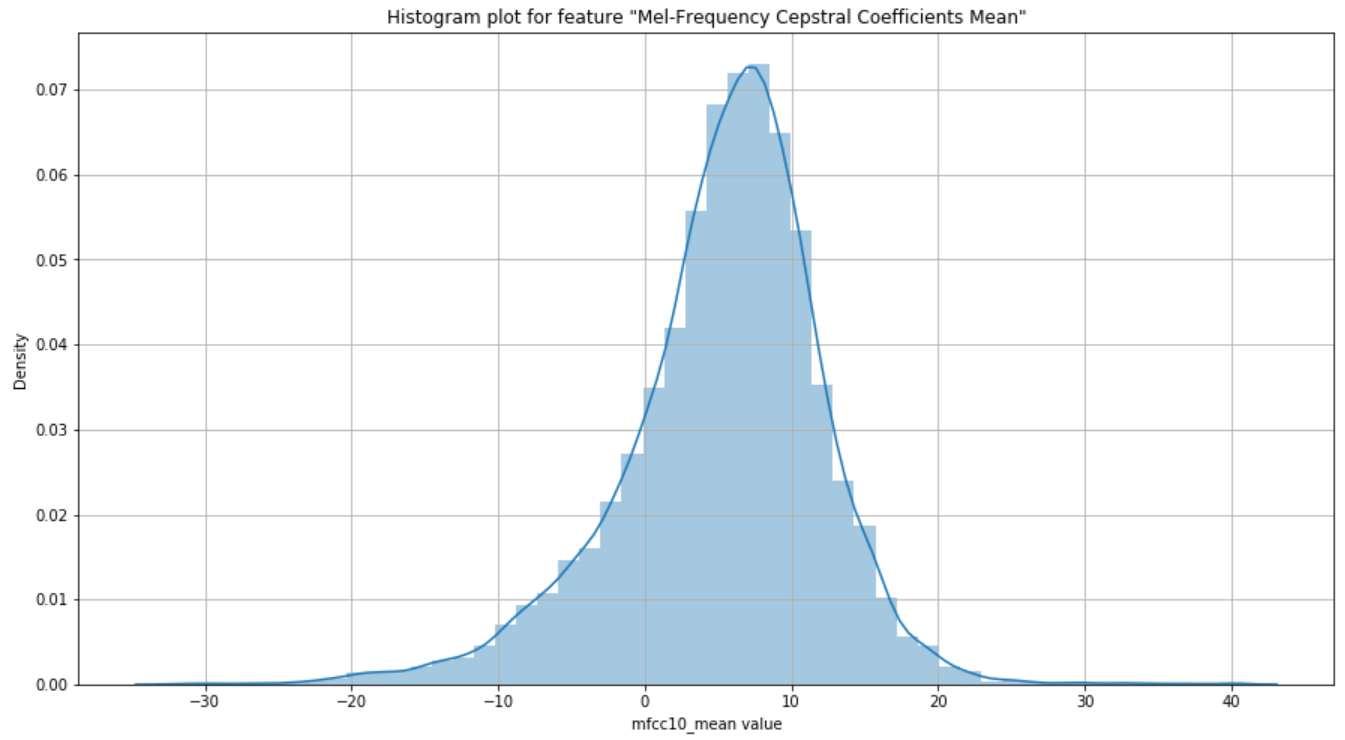 Histogram plot for feature "Mel-Frequency Cepstral Coefficients Mean"
0.07
0.06
0.05
0.04
0.03
0.02
0.01
0.00
Density
−30 −20 −10 0 10 20 30 40
mfcc10_mean value